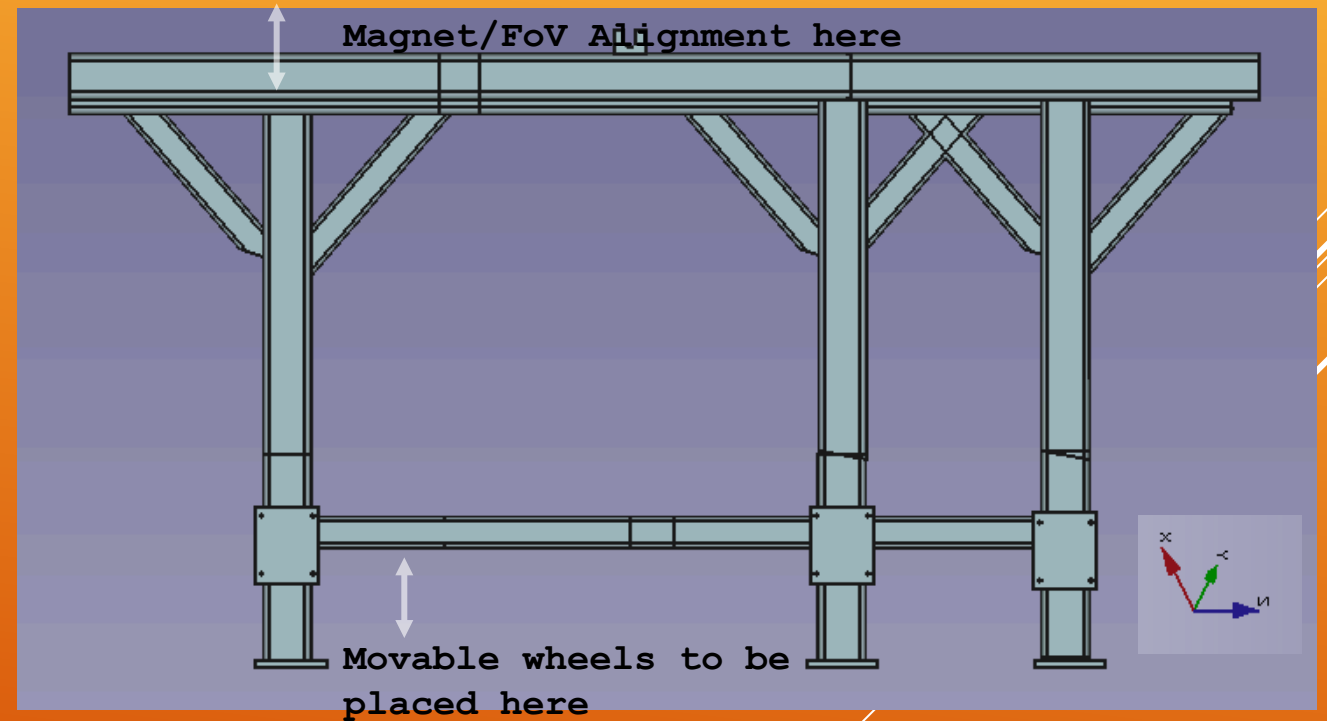 Magnet/FoV Alignment here
X
Y
Z
Movable wheels to be
placed here